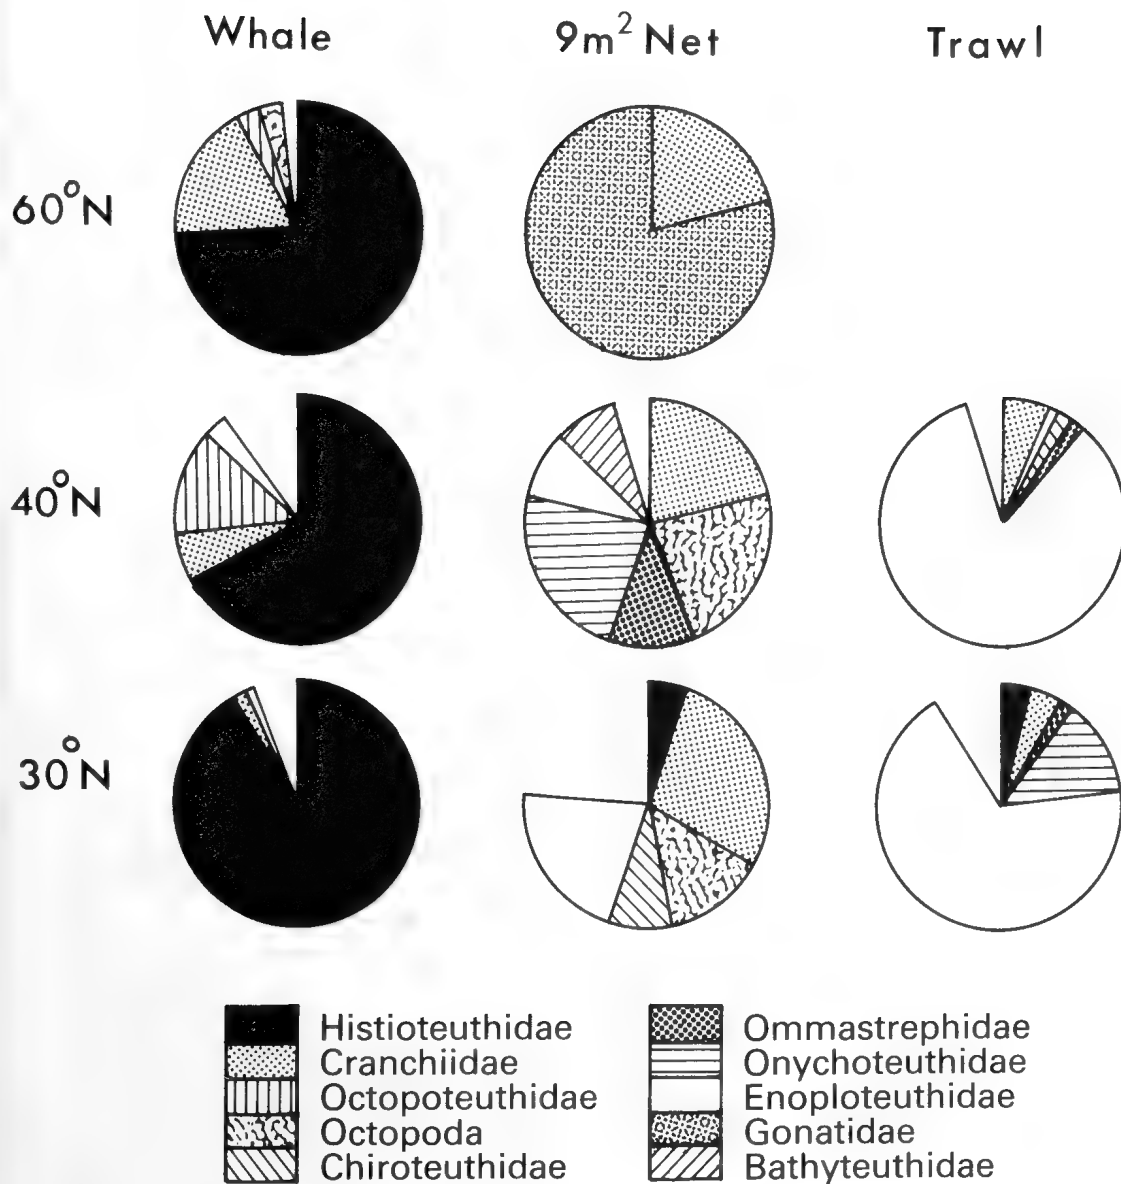 Whale 9m² Net Trawl
60°N
40°N
30°N
Histioteuthidae
Cranchiidae
Octopoteuthidae
Octopoda
Chiroteuthidae
Ommastrephidae
Onychoteuthidae
Enoploteuthidae
Gonatidae
Bathyteuthidae